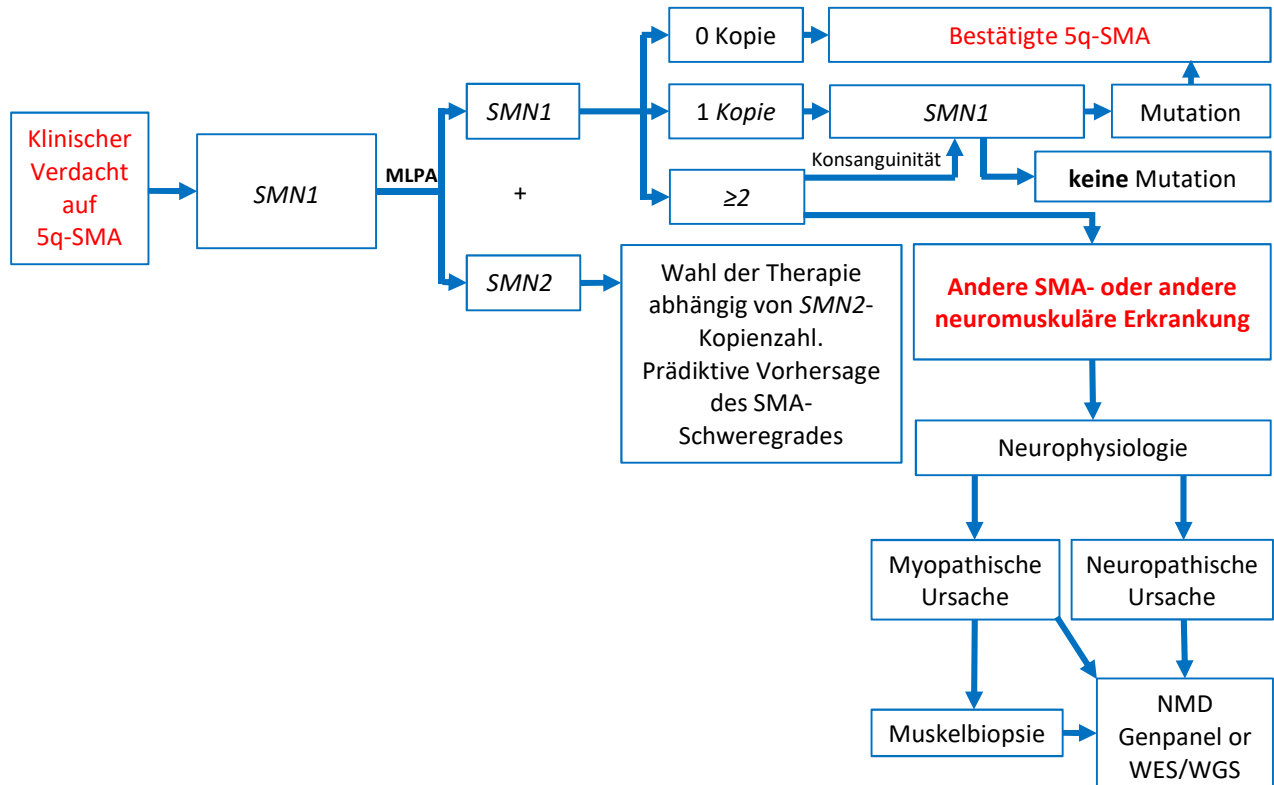 0 Kopie
Bestätigte 5q-SMA
Klinischer
Verdacht
auf
5q-SMA
SMN1
MLPA
SMN1
+
SMN2
1 Kopie
SMN1
Mutation
Konsanguinität
keine Mutation
≥2
Wahl der Therapie
abhängig von SMN2-
Kopienzahl.
Prädiktive Vorhersage
des SMA-
Schweregrades
Andere SMA- oder andere
neuromuskuläre Erkrankung
Neurophysiologie
Myopathische
Ursache
Neuropathische
Ursache
Muskelbiopsie
NMD
Genpanel or
WES/WGS